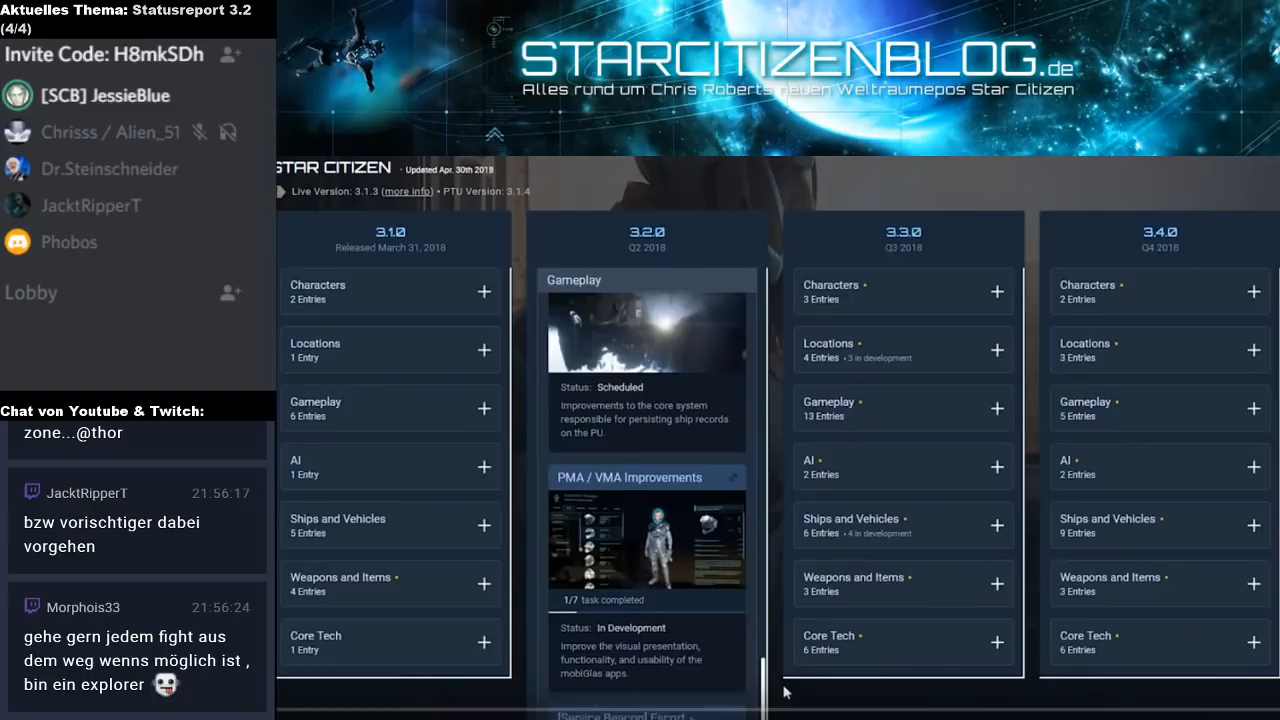 Aktuelles Thema: Statusreport 3.2
(4/4)
Invite Code: H8mkSDh
[SCB] JessieBlue
Chrisss / Alien_51
Dr.Steinschneider
JacktRipperT
Phobos
Lobby
Chat von Youtube & Twitch:
zone...@thor
JacktRipperT 21:56:17
bzw vorischtiger dabei
vorgehen
Morphois33 21:56:24
gehe gern jedem fight aus
dem weg wenns möglich ist ,
bin ein explorer
STARCITIZENBLOG.de
Alles rund um Chris Roberts neuen Weltraumepos Star Citizen
STAR CITIZEN • Updated Apr. 30th 2018
Live Version: 3.1.3 (more info) • PTU Version: 3.1.4
3.1.0
Released March 31, 2018
Characters
2 Entries
Locations
1 Entry
Gameplay
6 Entries
AI
1 Entry
Ships and Vehicles
5 Entries
Weapons and Items
4 Entries
Core Tech
1 Entry
3.2.0
Q2 2018
Gameplay
Status: Scheduled
Improvements to the core system
responsible for persisting ship records
on the PU.
PMA / VMA Improvements
1/7 task completed
Status: In Development
Improve the visual presentation,
functionality, and usability of the
mobiGlas apps.
[Service Beacon] Escort -
3.3.0
Q3 2018
Characters
3 Entries
Locations
4 Entries • 3 in development
Gameplay
13 Entries
AI
2 Entries
Ships and Vehicles
6 Entries • 4 in development
Weapons and Items
3 Entries
Core Tech
6 Entries
3.4.0
Q4 2018
Characters
2 Entries
Locations
3 Entries
Gameplay
5 Entries
AI
2 Entries
Ships and Vehicles
9 Entries
Weapons and Items
3 Entries
Core Tech
6 Entries